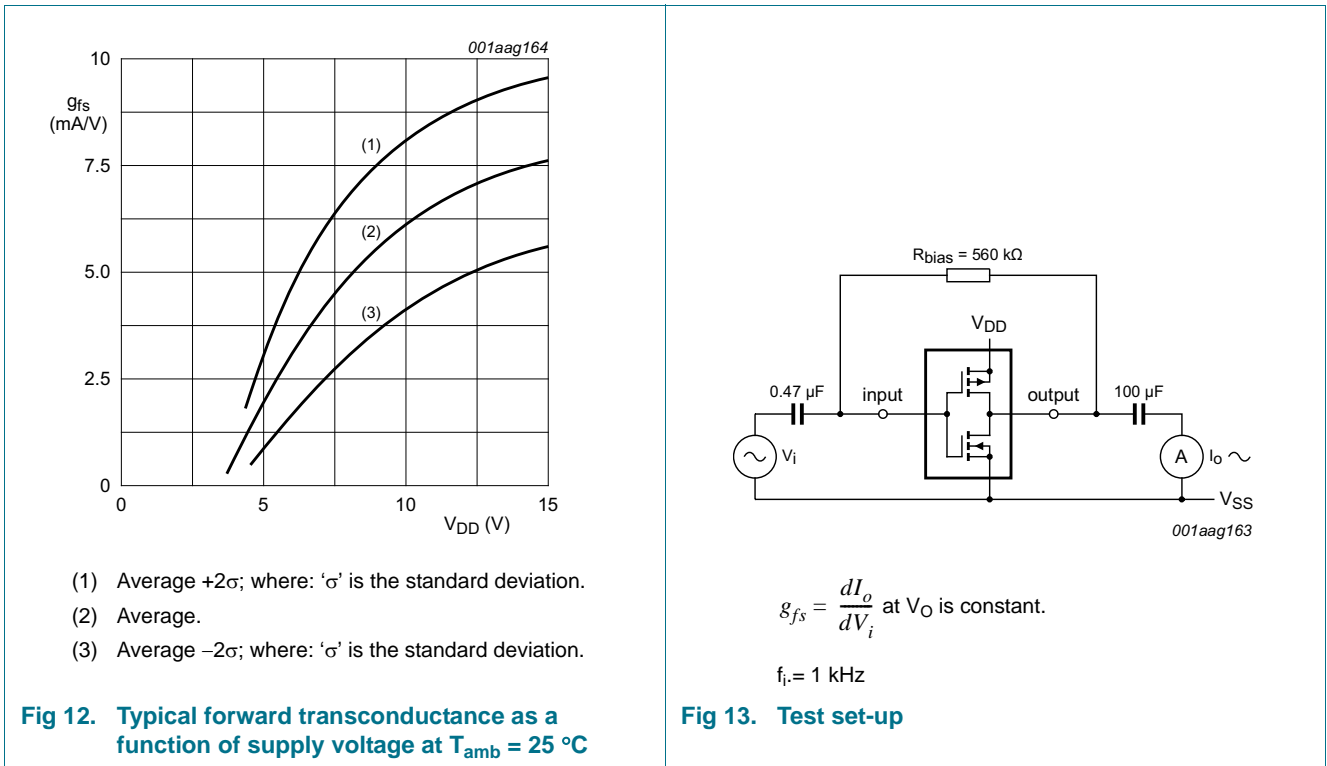 001aag164
10
gfs
(mA/V)
7.5
5.0
2.5
0
0
5
10
15
VDD (V)
(1)
(2)
(3)
(1) Average +2σ; where: ‘σ’ is the standard deviation.
(2) Average.
(3) Average −2σ; where: ‘σ’ is the standard deviation.
Fig 12. Typical forward transconductance as a
function of supply voltage at Tamb = 25 °C
Rbias = 560 kΩ
VDD
0.47 μF
input
output
100 μF
Vi
A
Io
VSS
001aag163
gfs = dIo/dVi at VO is constant.
fi.= 1 kHz
Fig 13. Test set-up